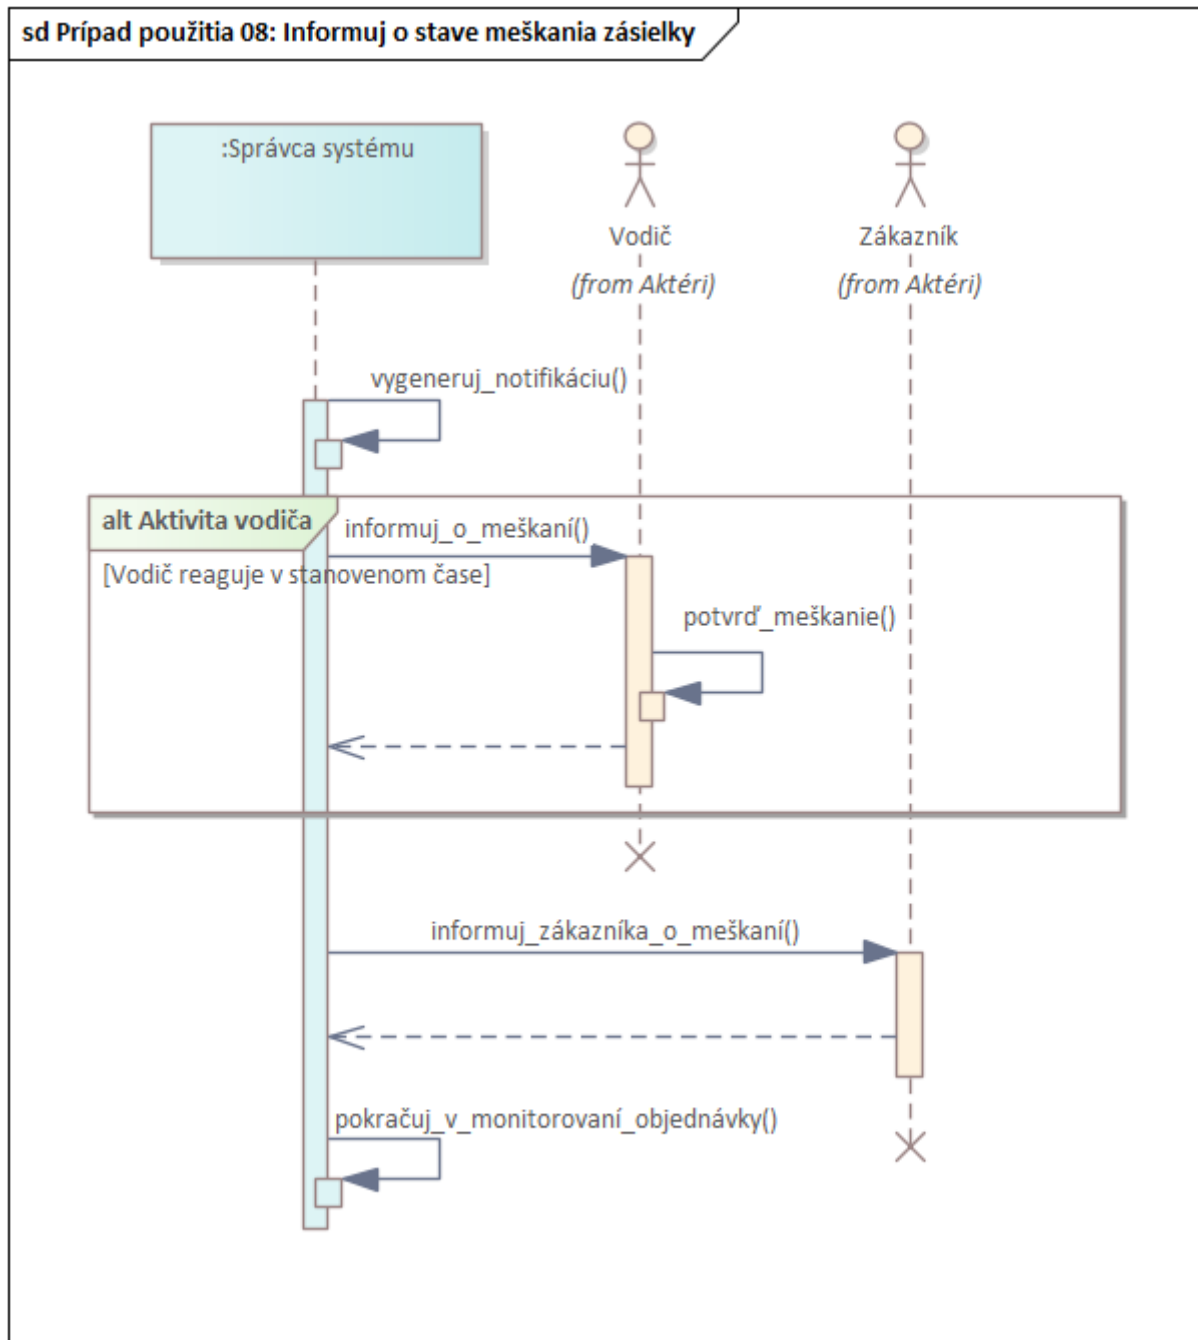 sd Prípad použitia 08: Informuj o stave meškania zásielky
:Správca systému
Vodič
(from Aktéri)
Zákazník
(from Aktéri)
vygeneruj_notifikáciu()
alt Aktivita vodiča
informuj_o_meškaní()
[Vodič reaguje v stanovenom čase]
potvrď_meškanie()
informuj_zákazníka_o_meškaní()
pokračuj_v_monitorovaní_objednávky()